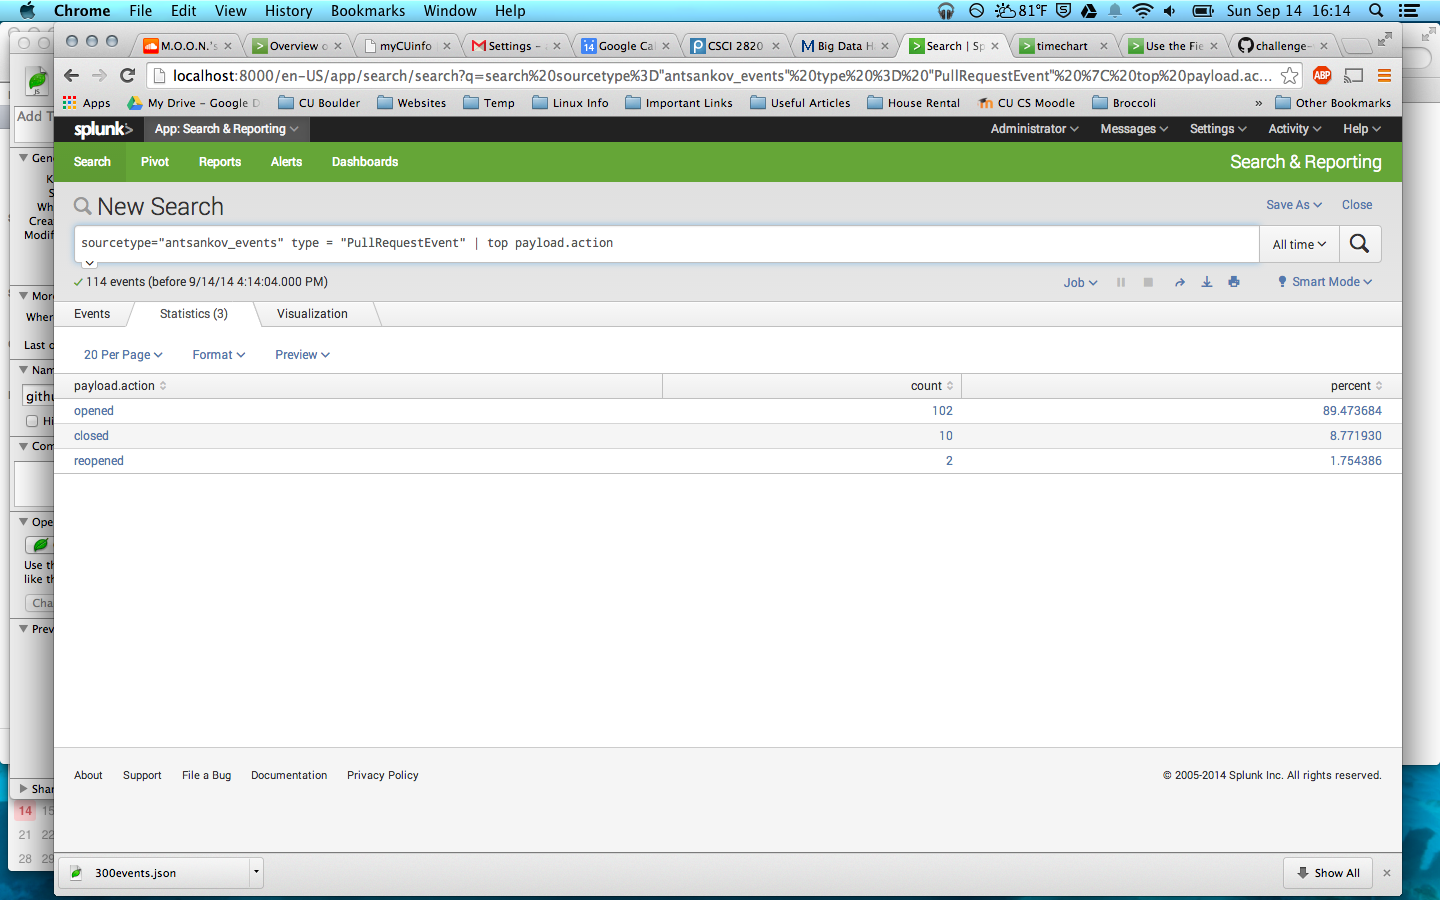 Chrome File Edit View History Bookmarks Window Help 81°F Sun Sep 14 16:14
M.O.O.N.'s Overview o myCUinfo Settings - Google Cal CSCI 2820 Big Data H Search | Sp timechart Use the Fie challenge-
localhost:8000/en-US/app/search/search?q=search%20sourcetype%3D"antsankov_events"%20type%20%3D%20"PullRequestEvent"%20%7C%20top%20payload.ac... ABP
Apps My Drive - Google D CU Boulder Websites Temp Linux Info Important Links Useful Articles House Rental CU CS Moodle Broccoli » Other Bookmarks
splunk> App: Search & Reporting Administrator Messages Settings Activity Help
Search Pivot Reports Alerts Dashboards Search & Reporting
New Search Save As Close
sourcetype="antsankov_events" type = "PullRequestEvent" | top payload.action All time
114 events (before 9/14/14 4:14:04.000 PM) Job Smart Mode
Events Statistics (3) Visualization
20 Per Page Format Preview
payload.action count percent
opened 102 89.473684
closed 10 8.771930
reopened 2 1.754386
About Support File a Bug Documentation Privacy Policy © 2005-2014 Splunk Inc. All rights reserved.
300events.json Show All
Add T
Gen
K
S
Wh
Crea
Modif
Mor
Wher
Last o
Nam
githu
Hi
Com
Ope
Use th
like th
Cha
Prev
Shar
14 15
21 22
28 29